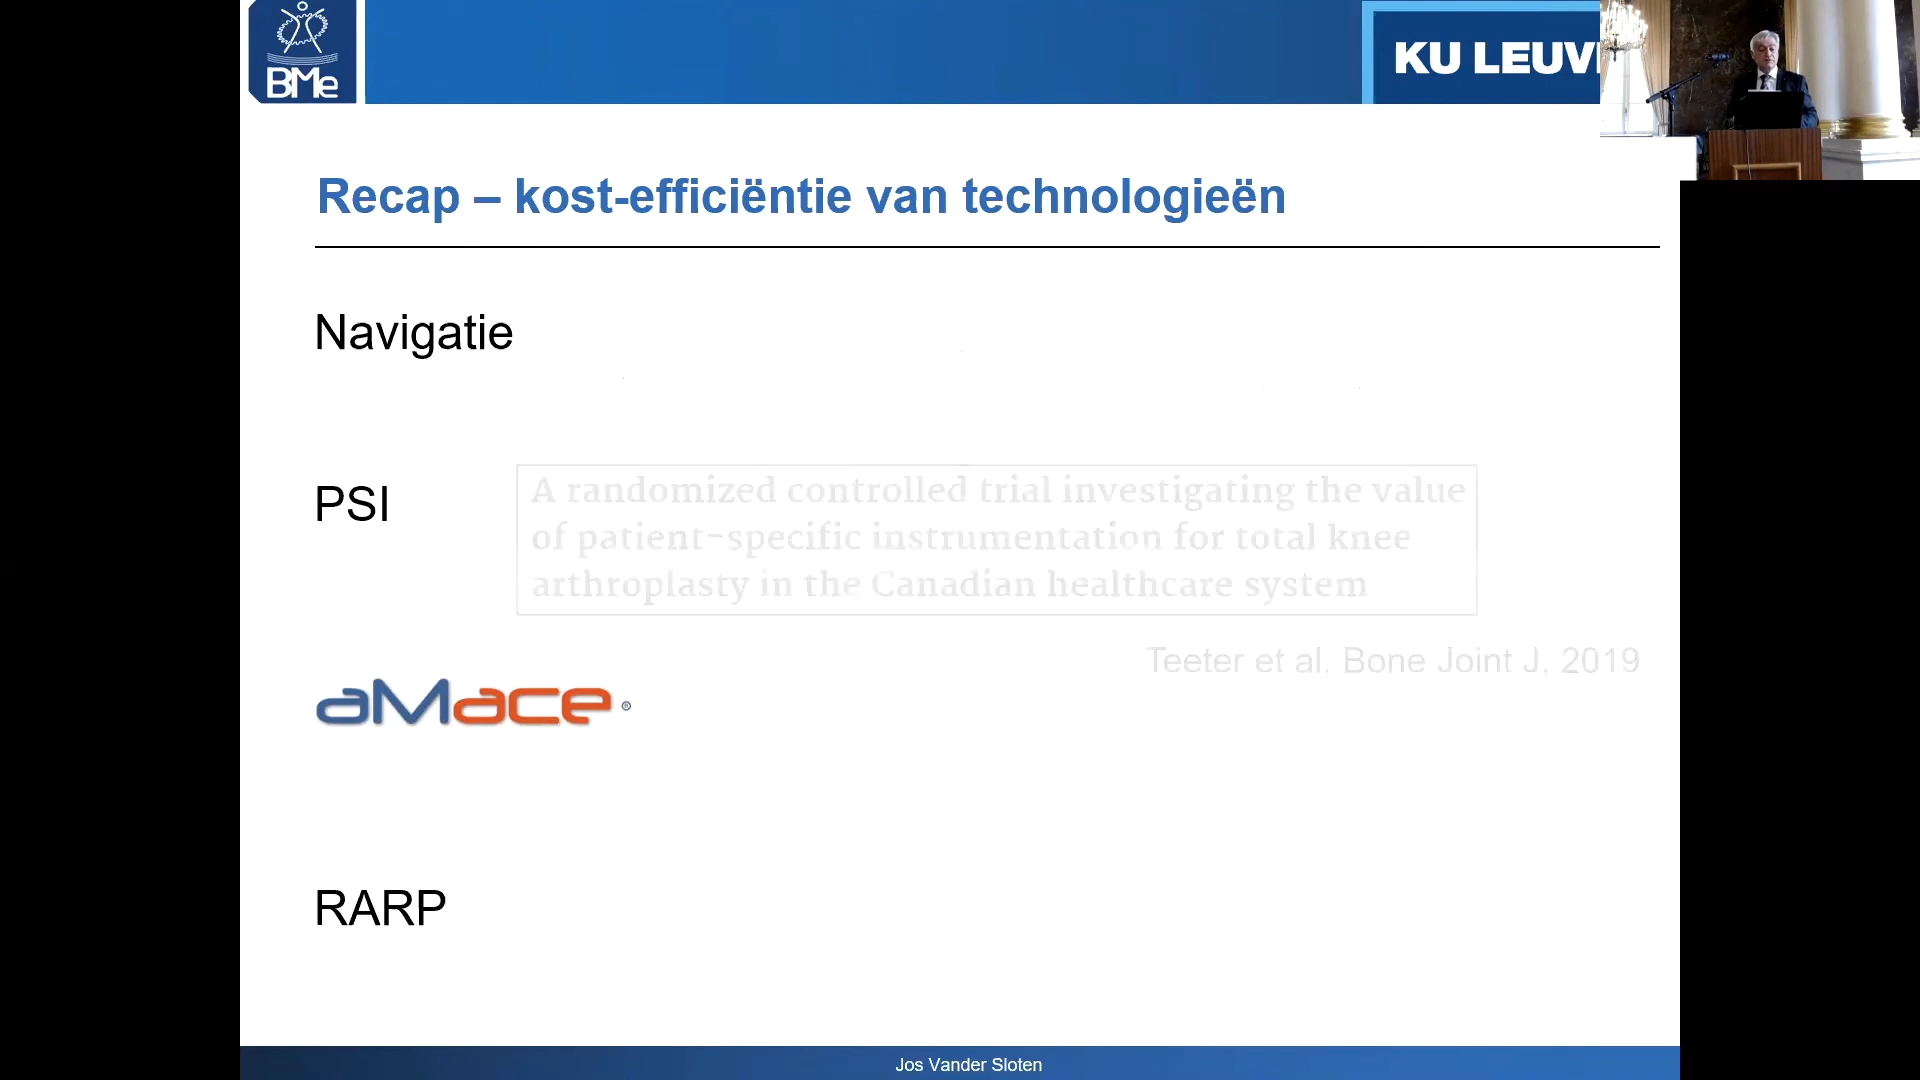 BMe
KU LEUV
Recap – kost-efficiëntie van technologieën
Navigatie
PSI
A randomized controlled trial investigating the value
of patient-specific instrumentation for total knee
arthroplasty in the Canadian healthcare system
Teeter et al, Bone Joint J, 2019
aMace ®
RARP
Jos Vander Sloten